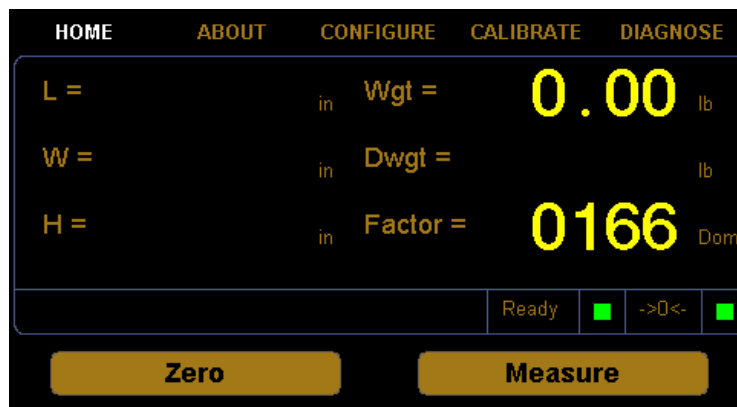 HOME ABOUT CONFIGURE CALIBRATE DIAGNOSE
L = in Wgt = 0.00 lb
W = in Dwgt = lb
H = in Factor = 0166 Dom
Ready ->0<-
Zero Measure